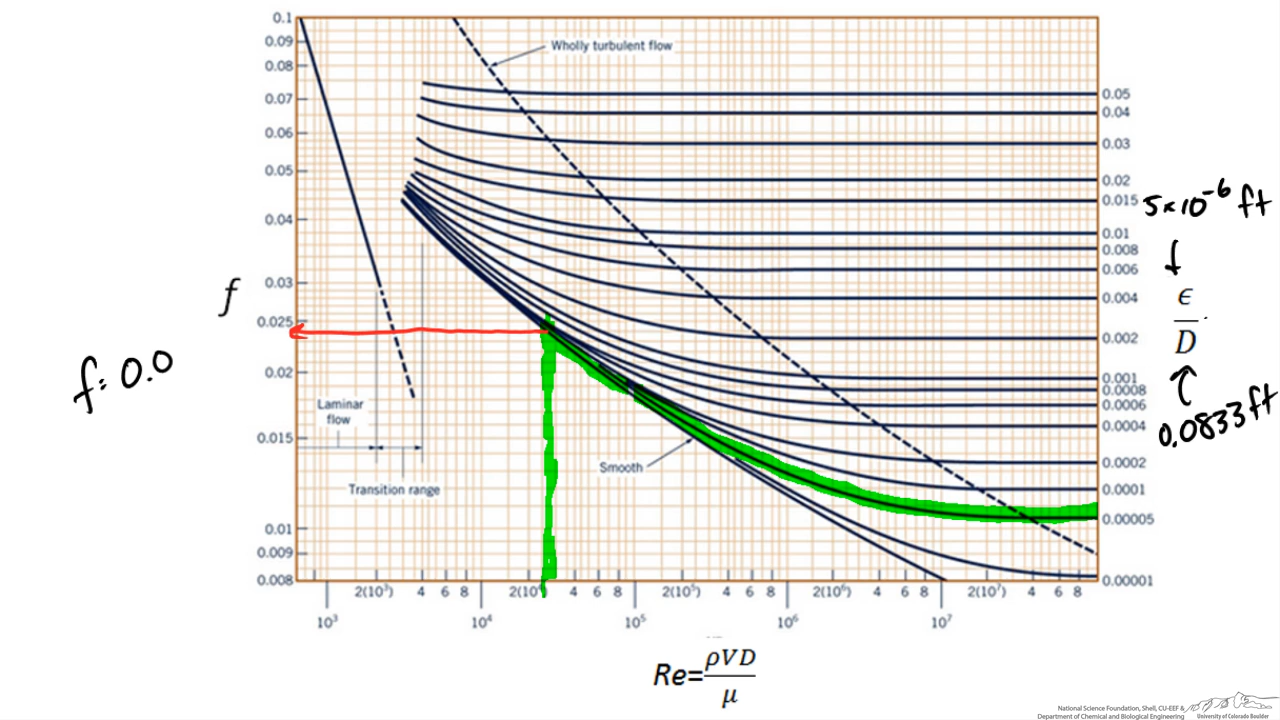 0.1
0.09
0.08
0.07
0.06
0.05
0.04
0.03
0.025
0.02
0.015
0.01
0.009
0.008
f
f = 0.0
Wholly turbulent flow
Laminar
flow
Transition range
Smooth
0.05
0.04
0.03
0.02
0.015
0.01
0.008
0.006
0.004
0.002
0.001
0.0008
0.0006
0.0004
0.0002
0.0001
0.00005
0.00001
5×10⁻⁶ ft
ϵ
D
0.0833 ft
2(10³) 4 6 8 2(10⁴ 4 6 8 2(10⁵) 4 6 8 2(10⁶) 4 6 8 2(10⁷) 4 6 8
10³ 10⁴ 10⁵ 10⁶ 10⁷
Re=ρVD/μ
National Science Foundation, Shell, CU-EEF &
Department of Chemical and Biological Engineering
University of Colorado Boulder